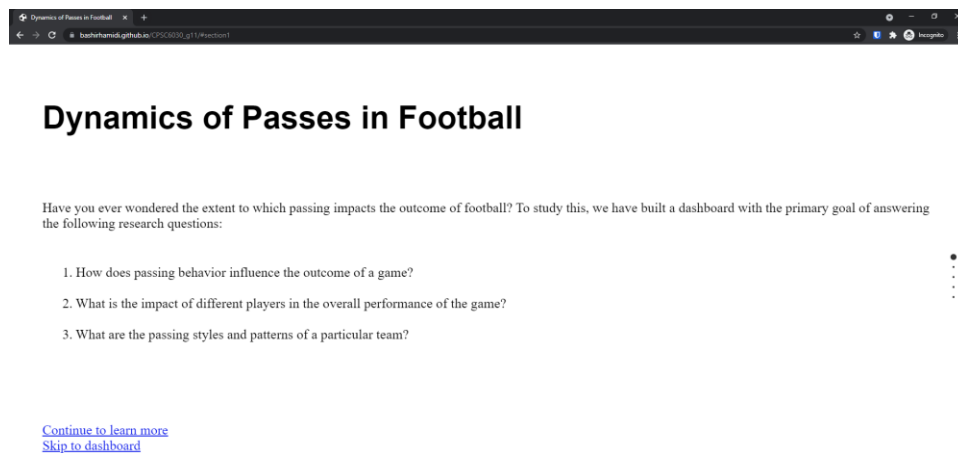 Dynamics of Passes in Football
bashirhamidi.github.io/CPSC6030_g11/#section1
Incognito
Dynamics of Passes in Football
Have you ever wondered the extent to which passing impacts the outcome of football? To study this, we have built a dashboard with the primary goal of answering
the following research questions:
1. How does passing behavior influence the outcome of a game?
2. What is the impact of different players in the overall performance of the game?
3. What are the passing styles and patterns of a particular team?
Continue to learn more
Skip to dashboard